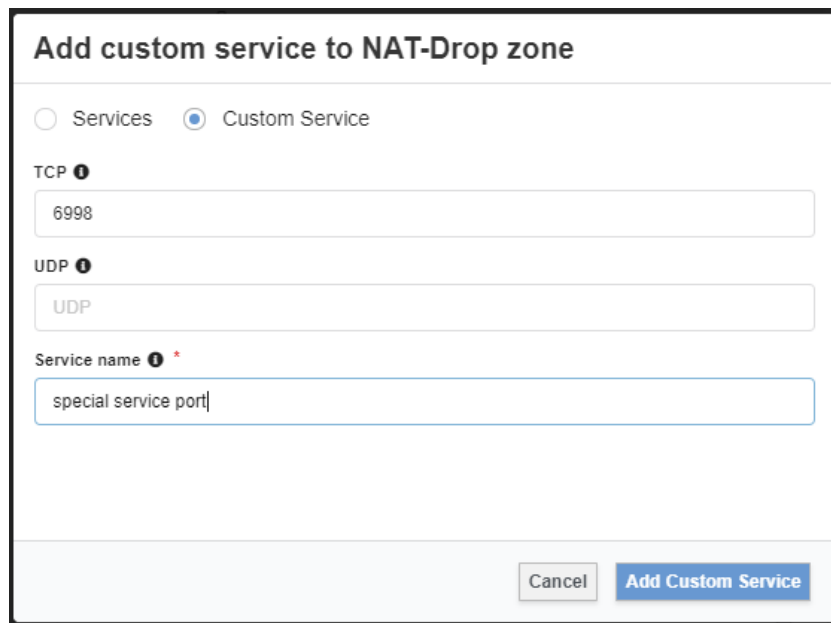 Add custom service to NAT-Drop zone
Services Custom Service
TCP
6998
UDP
UDP
Service name *
special service port
Cancel Add Custom Service